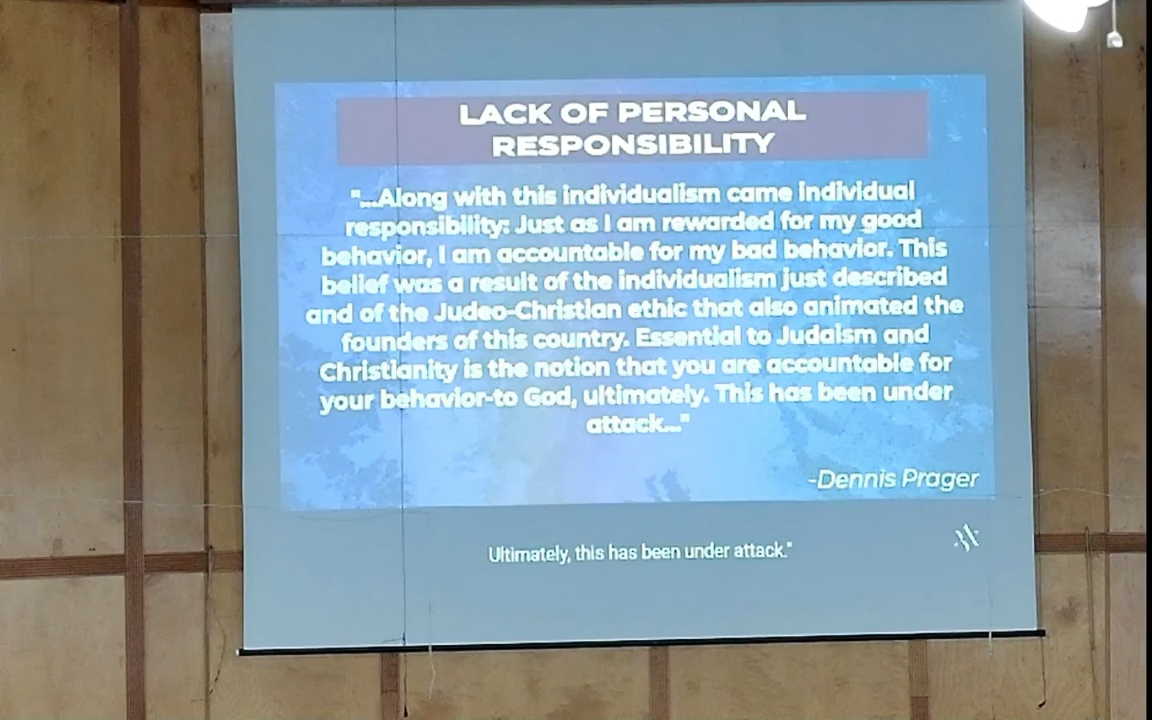 LACK OF PERSONAL
RESPONSIBILITY
"...Along with this individualism came individual
responsibility: Just as I am rewarded for my good
behavior, I am accountable for my bad behavior. This
belief was a result of the individualism just described
and of the Judeo-Christian ethic that also animated the
founders of this country. Essential to Judaism and
Christianity is the notion that you are accountable for
your behavior-to God, ultimately. This has been under
attack..."
-Dennis Prager
Ultimately, this has been under attack."